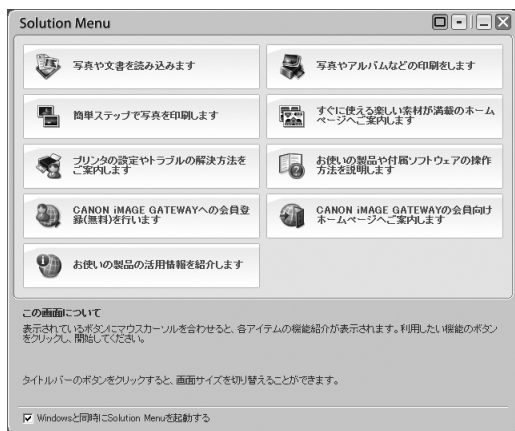 Solution Menu
写真や文書を読み込みます
写真やアルバムなどの印刷をします
簡単ステップで写真を印刷します
すぐに使える楽しい素材が満載のホーム
ページへご案内します
プリンタの設定やトラブルの解決方法を
ご案内します
お使いの製品や付属ソフトウェアの操作
方法を説明します
CANON iMAGE GATEWAYへの会員登
録(無料)を行います
CANON iMAGE GATEWAYの会員向け
ホームページへご案内します
お使いの製品の活用情報を紹介します
この画面について
表示されているボタンにマウスカーソルを合わせると、各アイテムの機能紹介が表示されます。利用したい機能のボタン
をクリックし、開始してください。
タイトルバーのボタンをクリックすると、画面サイズを切り替えることができます。
Windowsと同時にSolution Menuを起動する